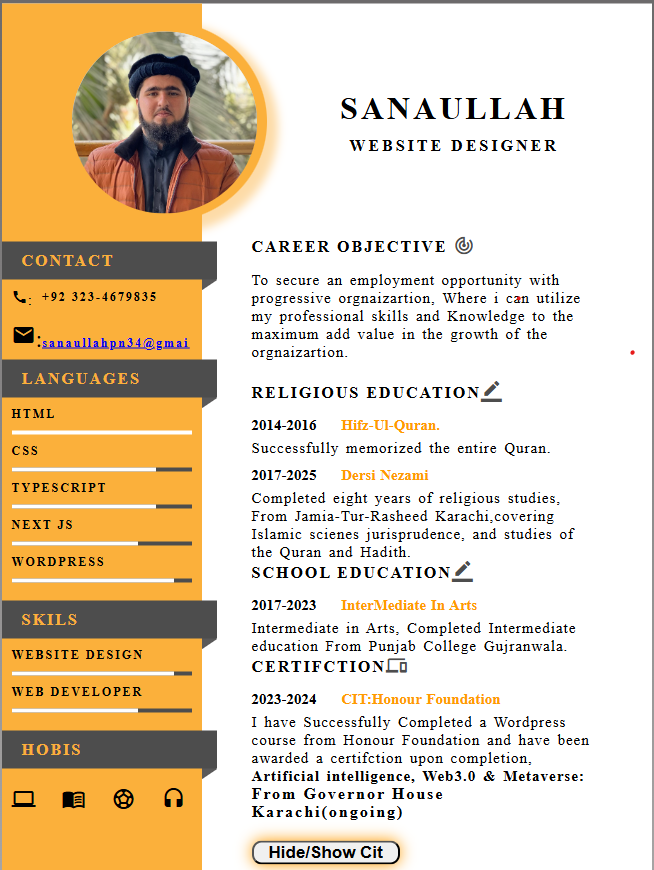 SANAULLAH
WEBSITE DESIGNER
CONTACT
: +92 323-4679835
:sanaullahpn34@gmai
LANGUAGES
HTML
CSS
TYPESCRIPT
NEXT JS
WORDPRESS
SKILS
WEBSITE DESIGN
WEB DEVELOPER
HOBIS
CAREER OBJECTIVE
To secure an employment opportunity with
progressive orgnaizartion, Where i can utilize
my professional skills and Knowledge to the
maximum add value in the growth of the
orgnaizartion.
RELIGIOUS EDUCATION
2014-2016 Hifz-Ul-Quran.
Successfully memorized the entire Quran.
2017-2025 Dersi Nezami
Completed eight years of religious studies,
From Jamia-Tur-Rasheed Karachi,covering
Islamic scienes jurisprudence, and studies of
the Quran and Hadith.
SCHOOL EDUCATION
2017-2023 InterMediate In Arts
Intermediate in Arts, Completed Intermediate
education From Punjab College Gujranwala.
CERTIFCTION
2023-2024 CIT:Honour Foundation
I have Successfully Completed a Wordpress
course from Honour Foundation and have been
awarded a certifction upon completion,
Artificial intelligence, Web3.0 & Metaverse:
From Governor House
Karachi(ongoing)
Hide/Show Cit